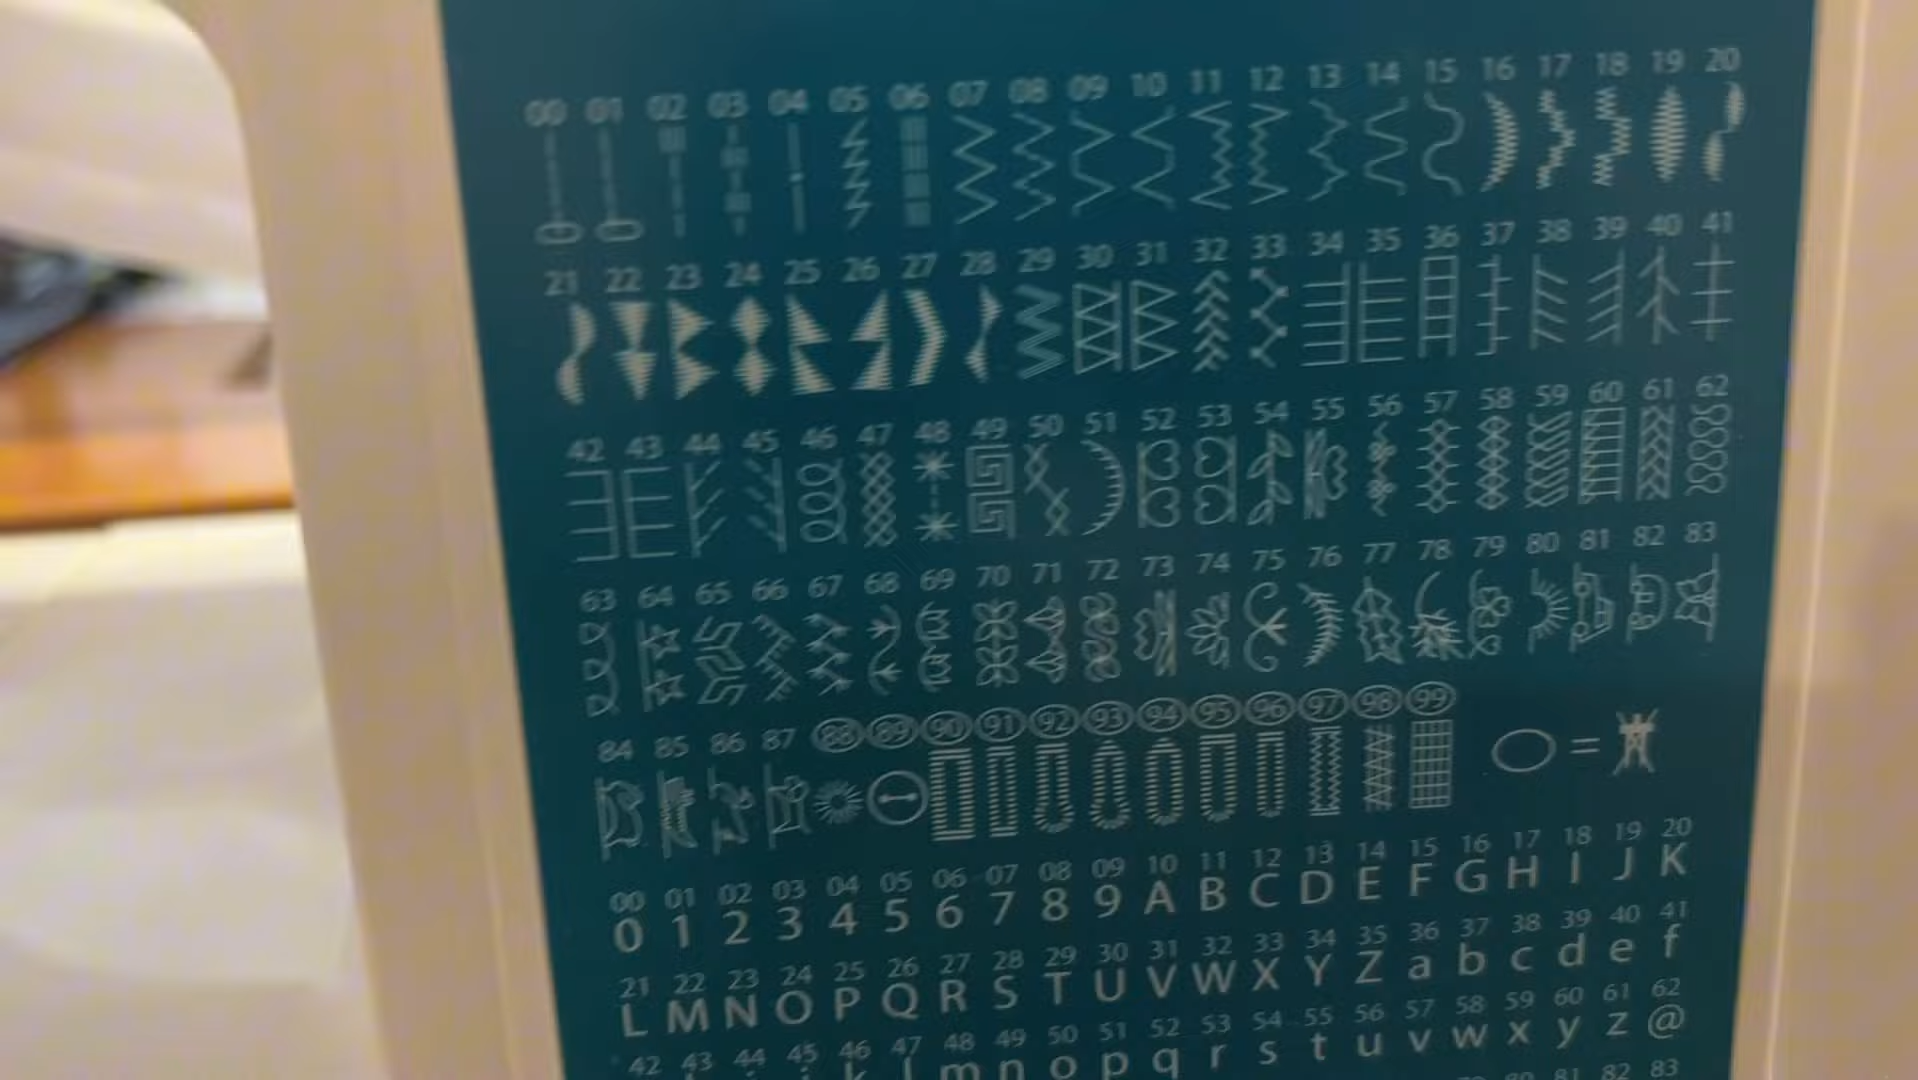 00 01 02 03 04 05 06 07 08 09 10 11 12 13 14 15 16 17 18 19 20
21 22 23 24 25 26 27 28 29 30 31 32 33 34 35 36 37 38 39 40 41
42 43 44 45 46 47 48 49 50 51 52 53 54 55 56 57 58 59 60 61 62
63 64 65 66 67 68 69 70 71 72 73 74 75 76 77 78 79 80 81 82 83
84 85 86 87 88 89 90 91 92 93 94 95 96 97 98 99
=
00 01 02 03 04 05 06 07 08 09 10 11 12 13 14 15 16 17 18 19 20
0 1 2 3 4 5 6 7 8 9 A B C D E F G H I J K
21 22 23 24 25 26 27 28 29 30 31 32 33 34 35 36 37 38 39 40 41
L M N O P Q R S T U V W X Y Z a b c d e f
42 43 44 45 46 47 48 49 50 51 52 53 54 55 56 57 58 59 60 61 62
k l m n o p q r s t u v w x y z @
80 81 82 83